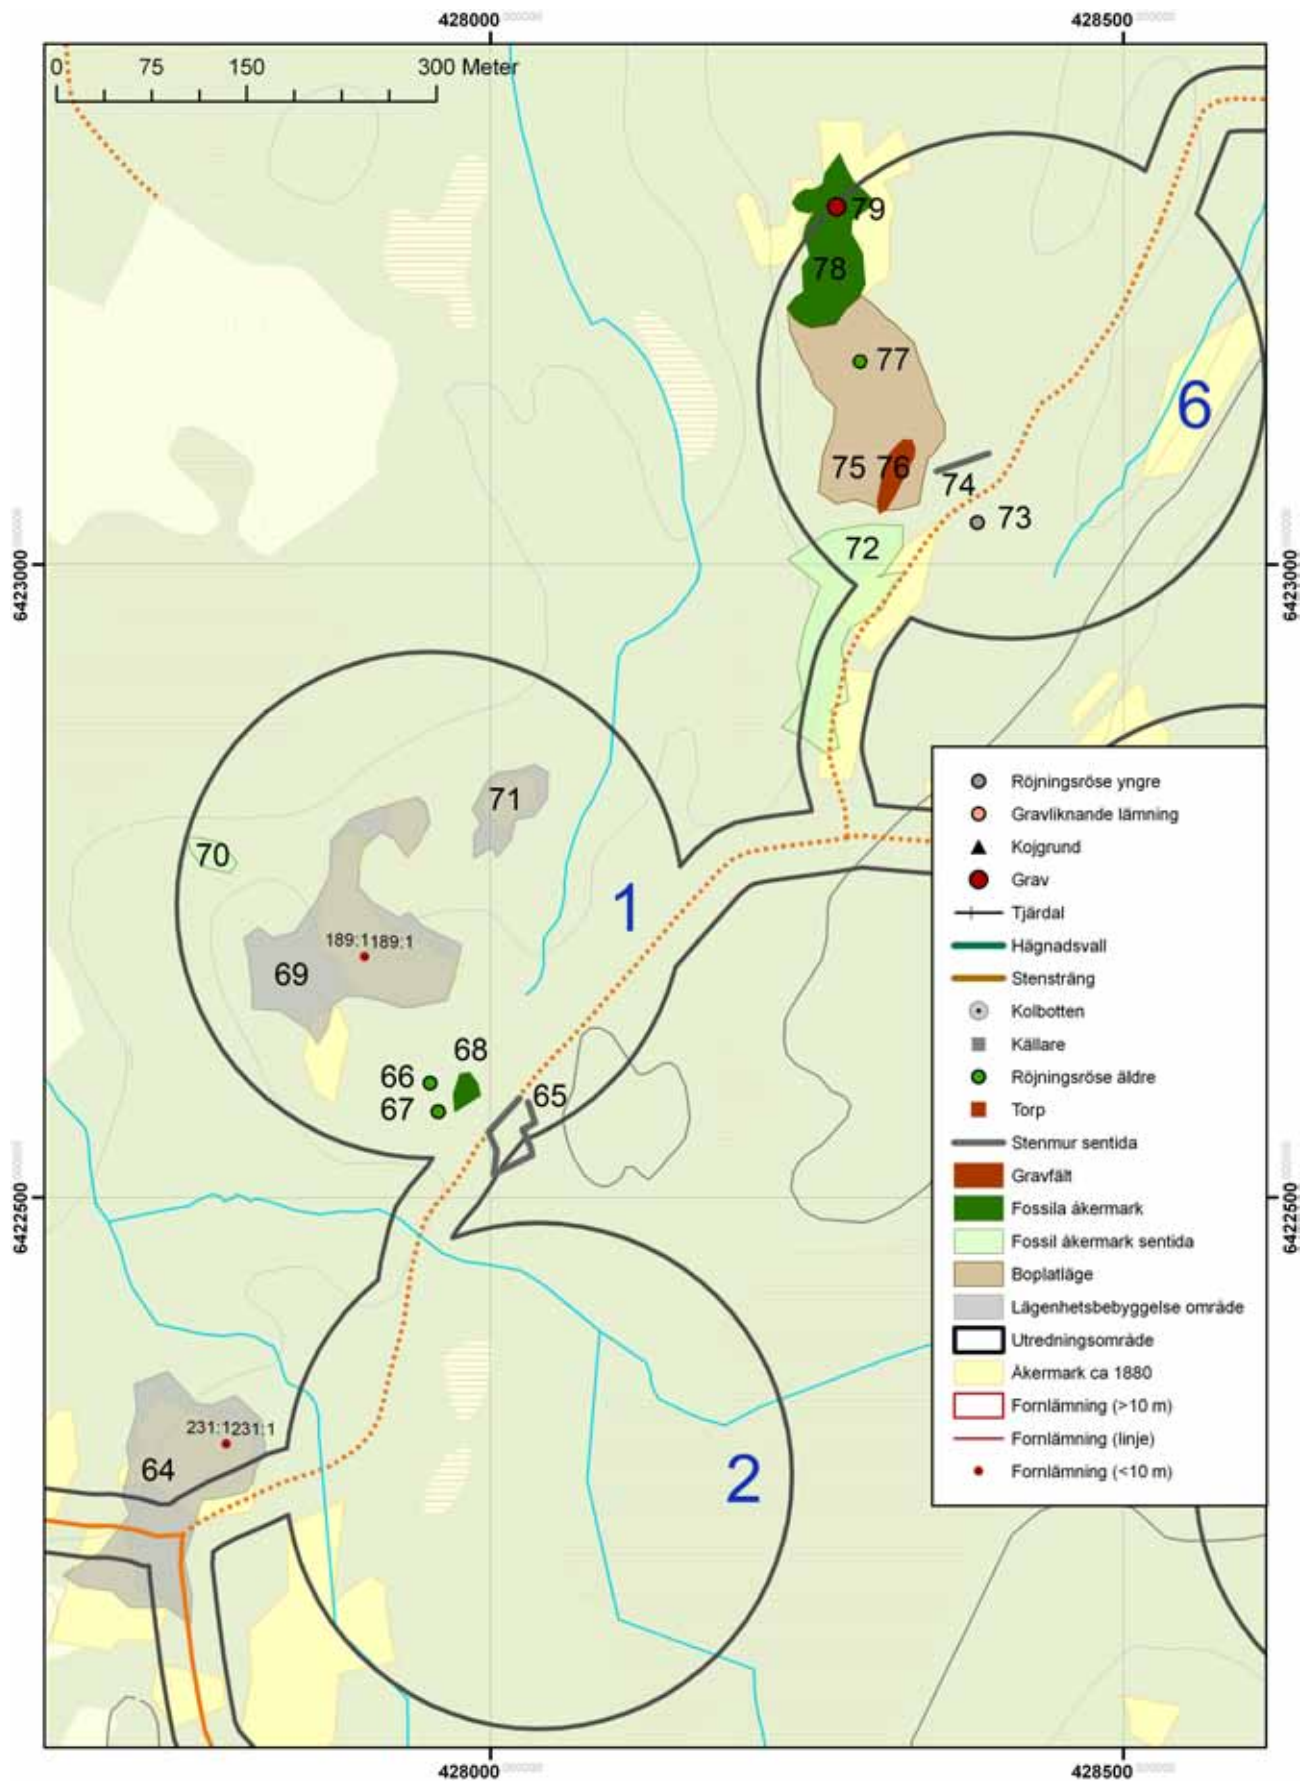 428000
428500
0 75 150 300 Meter
79
78
77
6
75 76
74
73
72
6423000
6423000
71
70
1
189:1189:1
69
68
66
65
67
6422500
6422500
231:1231:1
64
2
Röjningsröse yngre
Gravliknande lämning
Kojgrund
Grav
Tjärdal
Hägnadsvall
Stensträng
Kolbotten
Källare
Röjningsröse äldre
Torp
Stenmur sentida
Gravfält
Fossila åkermark
Fossil åkermark sentida
Boplatläge
Lägenhetsbebyggelse område
Utredningsområde
Åkermark ca 1880
Fornlämning (>10 m)
Fornlämning (linje)
Fornlämning (<10 m)
428000
428500